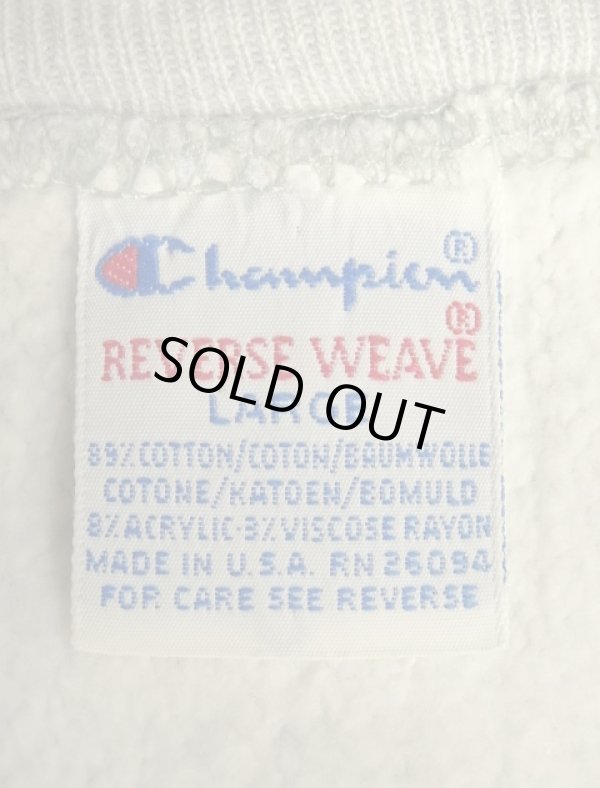 Champion®
REVERSE WEAVE®
SOLD OUT
LARGE
89% COTTON/COTON/BAUMWOLLE
COTONE/KATOEN/BOMULD
8% ACRYLIC-3% VISCOSE RAYON
MADE IN U.S.A. RN 26094
FOR CARE SEE REVERSE